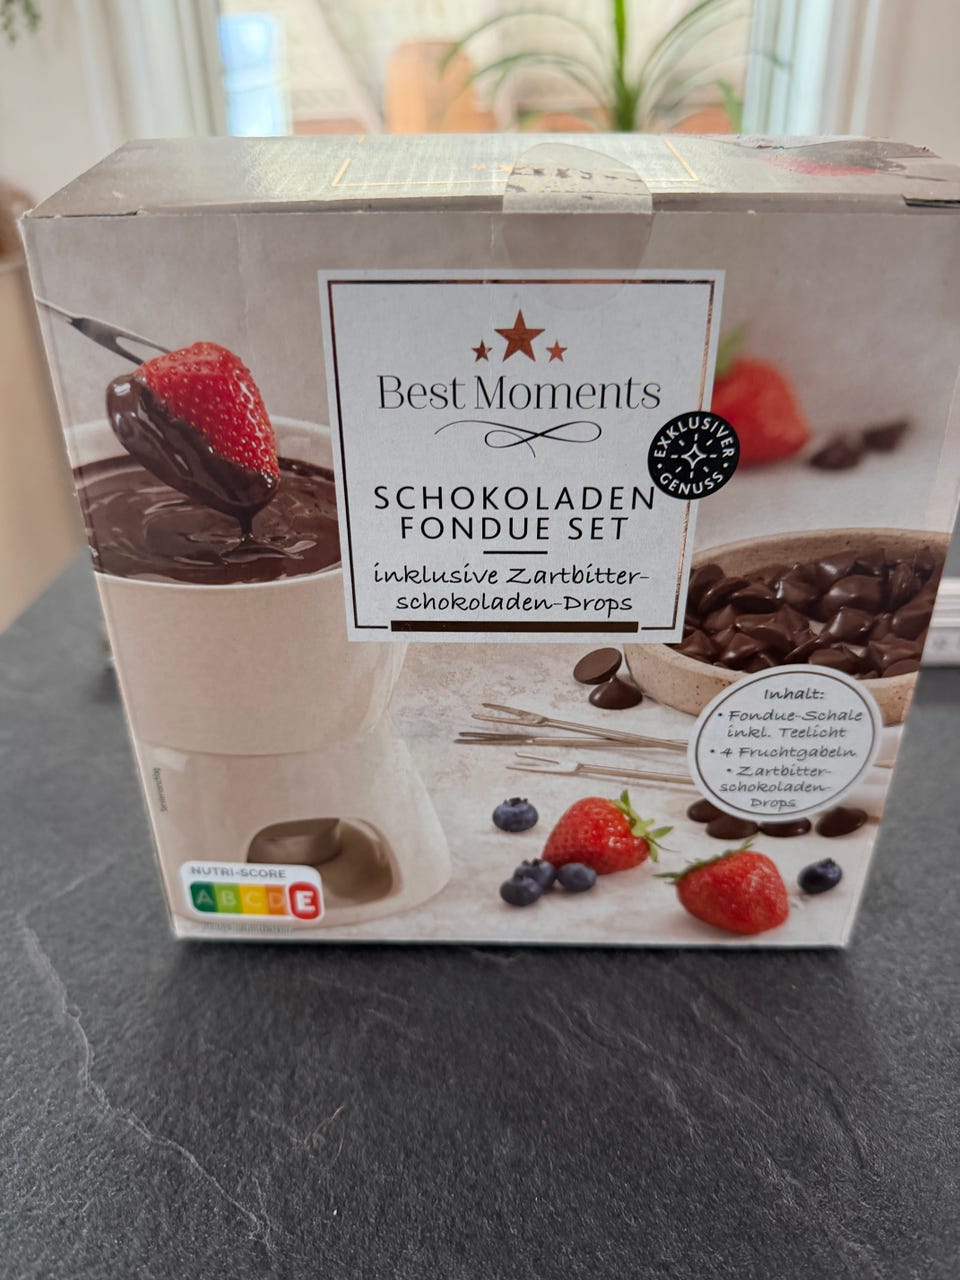 Best Moments
EXKLUSIVER
GENUSS
SCHOKOLADEN
FONDUE SET
inklusive Zartbitter-
schokoladen-Drops
Inhalt:
• Fondue-Schale
inkl. Teelicht
• 4 Fruchtgabeln
• Zartbitter-
schokoladen-
Drops
NUTRI-SCORE
A B C D E